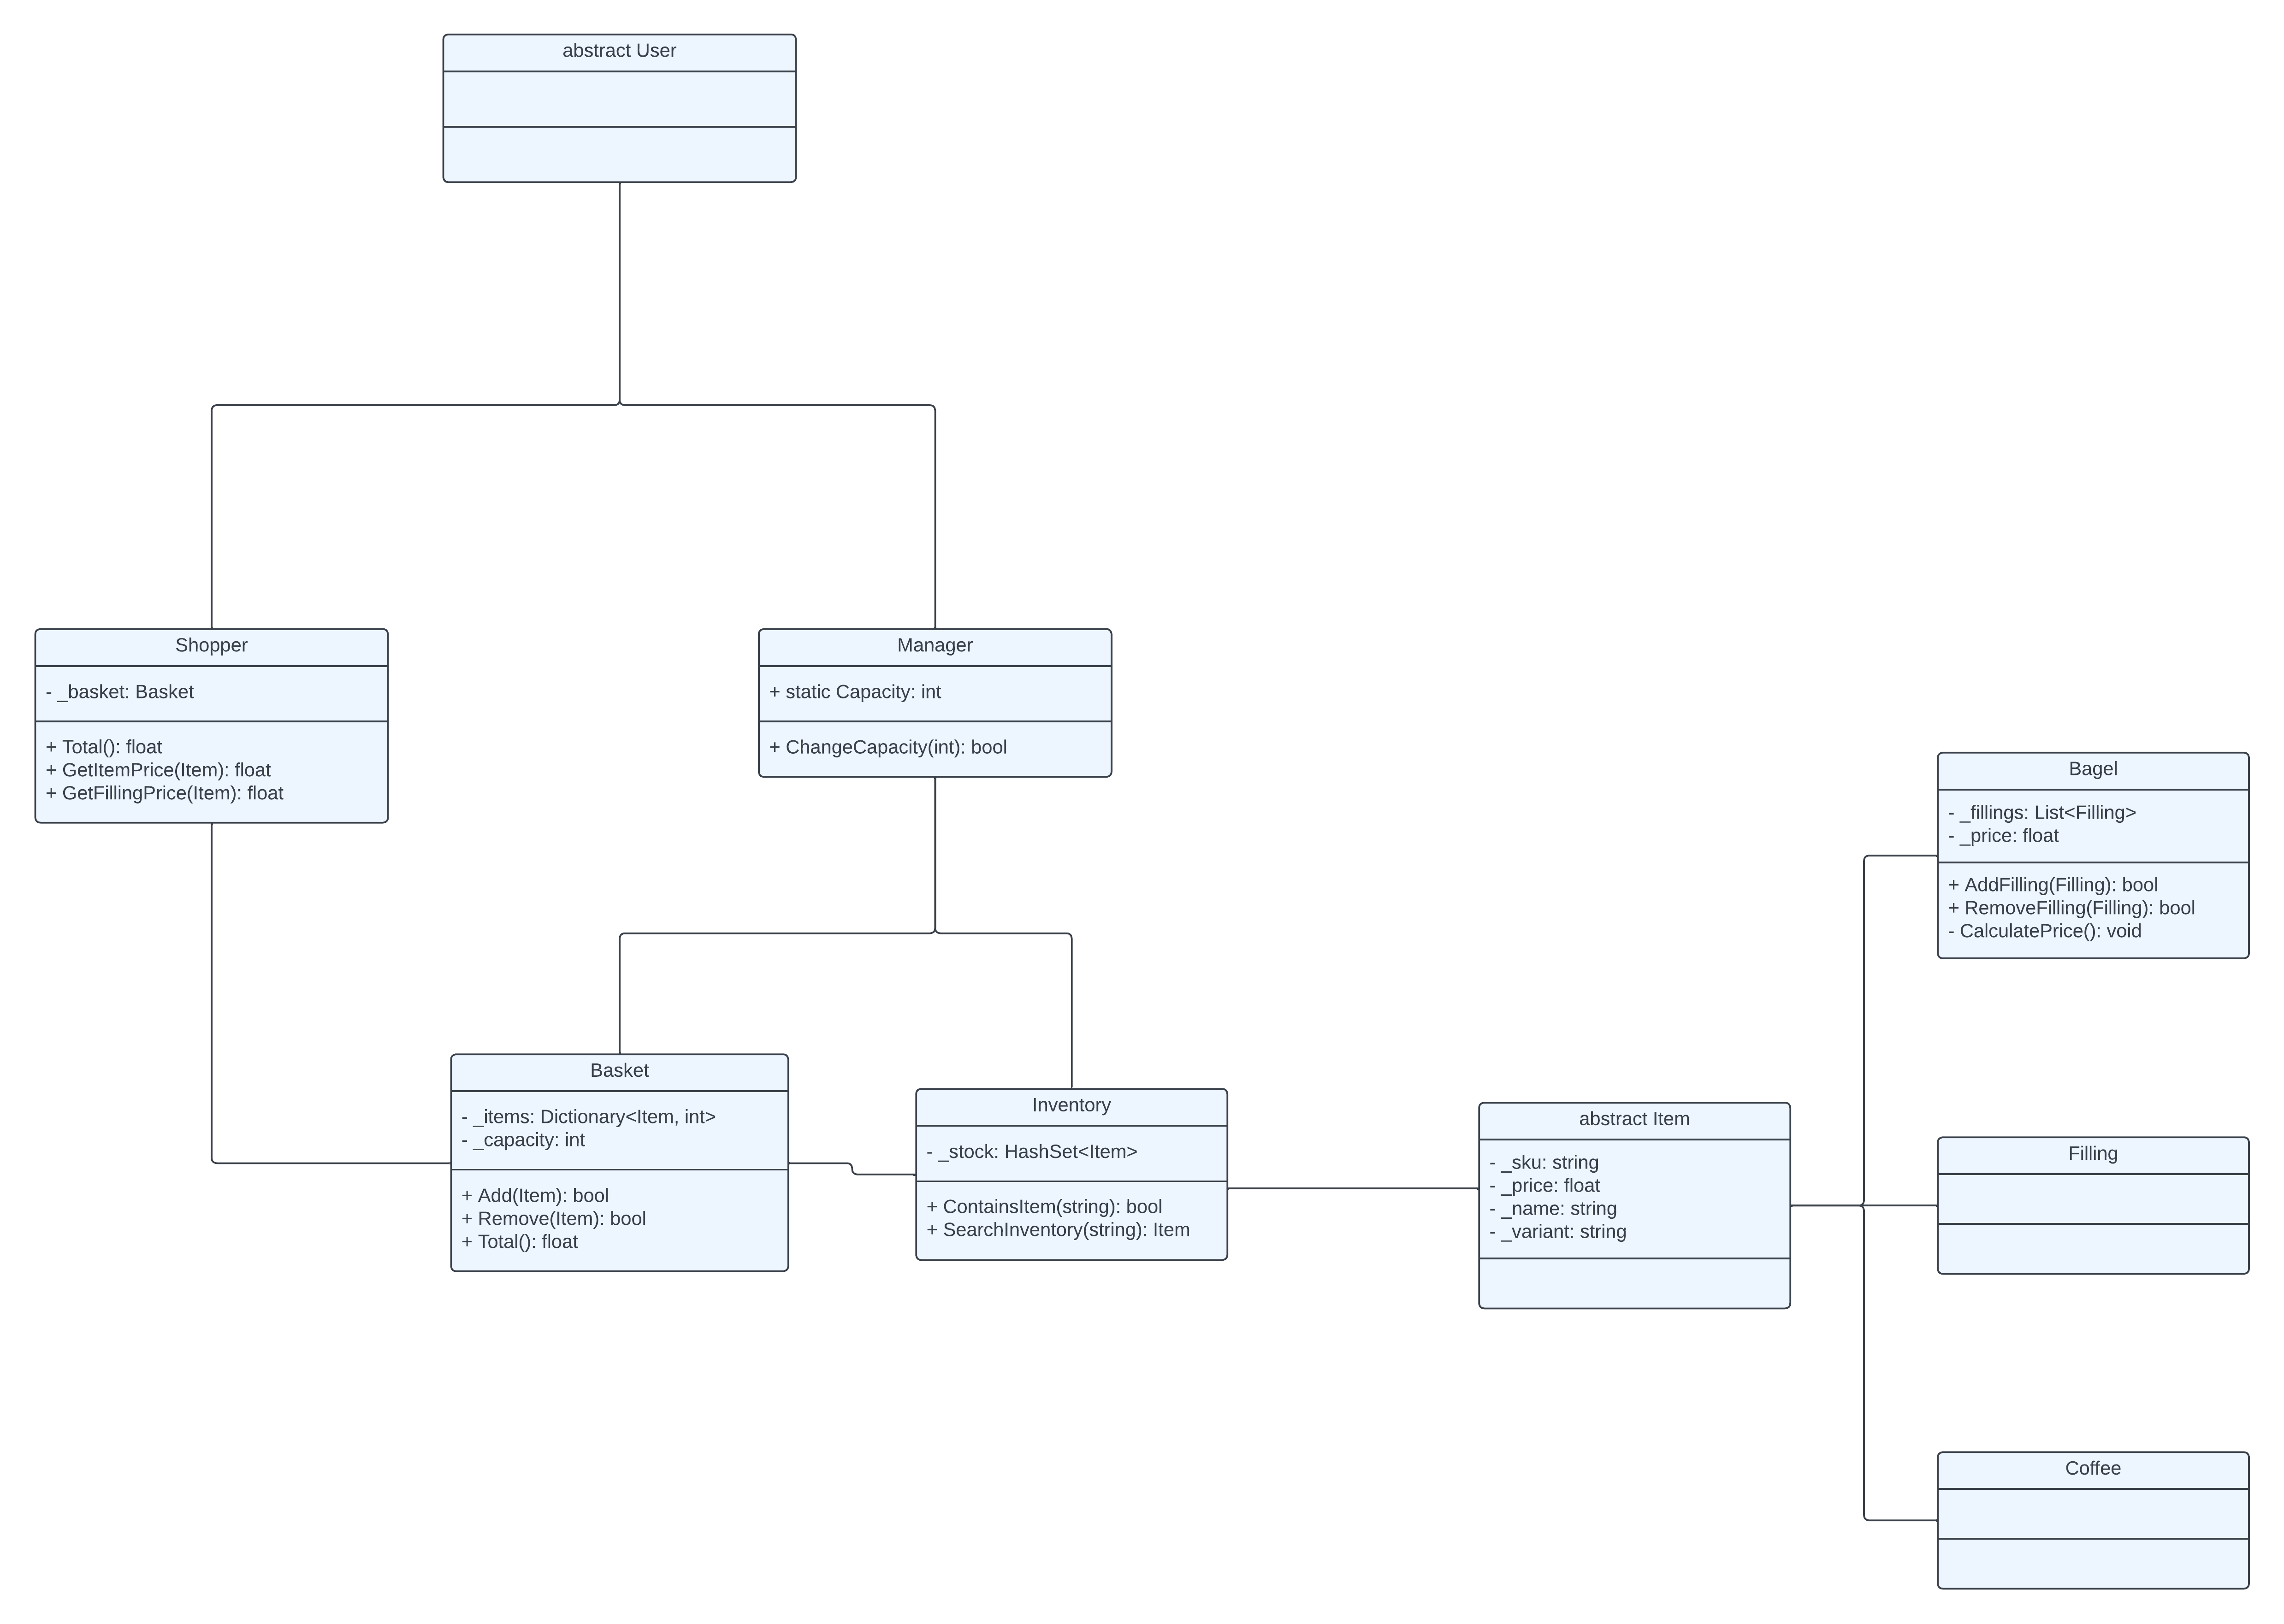 abstract User
Shopper
- _basket: Basket
+ Total(): float
+ GetItemPrice(Item): float
+ GetFillingPrice(Item): float
Manager
+ static Capacity: int
+ ChangeCapacity(int): bool
Basket
- _items: Dictionary<Item, int>
- _capacity: int
+ Add(Item): bool
+ Remove(Item): bool
+ Total(): float
Inventory
- _stock: HashSet<Item>
+ ContainsItem(string): bool
+ SearchInventory(string): Item
abstract Item
- _sku: string
- _price: float
- _name: string
- _variant: string
Bagel
- _fillings: List<Filling>
- _price: float
+ AddFilling(Filling): bool
+ RemoveFilling(Filling): bool
- CalculatePrice(): void
Filling
Coffee